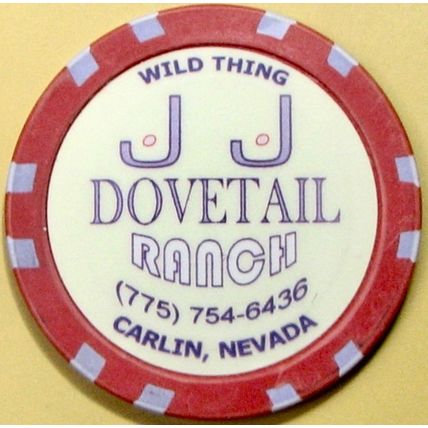 WILD THING
J J
DOVETAIL
RANCH
(775) 754-6436
CARLIN, NEVADA